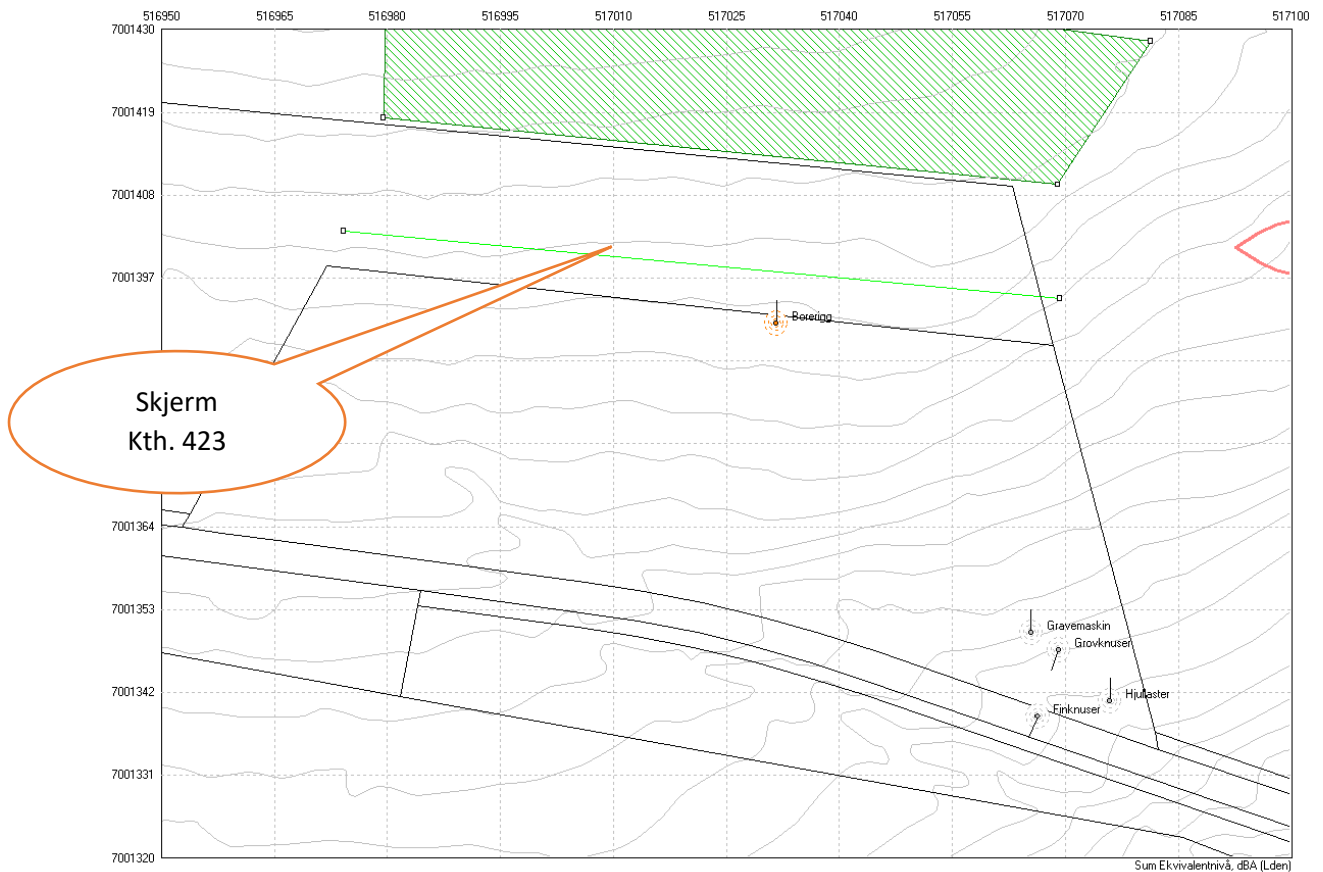 516950 516965 516980 516995 517010 517025 517040 517055 517070 517085 517100
7001430
7001419
7001408
7001397
Borerigg
Skjerm
Kth. 423
7001364
7001353
Gravemaskin
Grovknuser
7001342
Hjullaster
Finknuser
7001331
7001320
Sum Ekvivalentnivå, dBA (Lden)